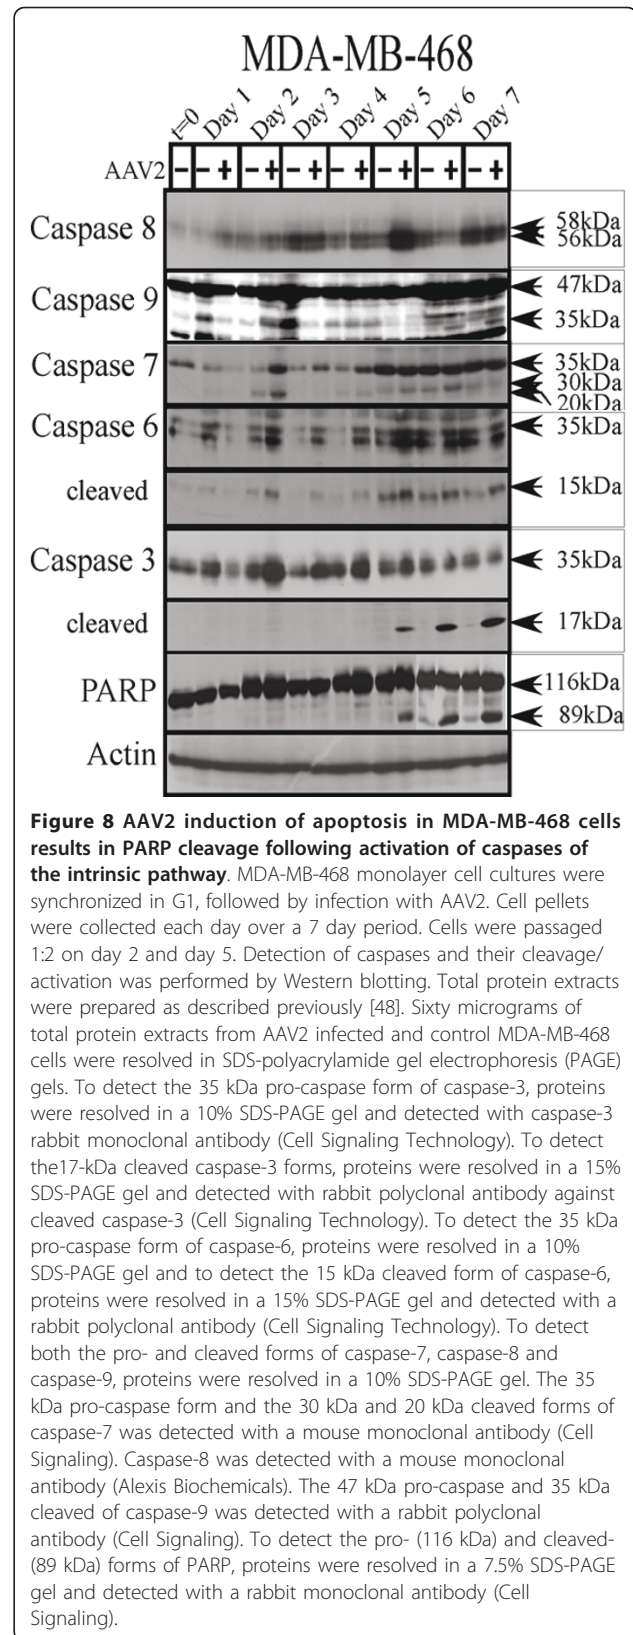 MDA-MB-468
t=0 Day 1 Day 2 Day 3 Day 4 Day 5 Day 6 Day 7
AAV2 - - + - + - + - + - + - + - +
Caspase 8
58kDa
56kDa
Caspase 9
47kDa
35kDa
Caspase 7
35kDa
30kDa
20kDa
Caspase 6
35kDa
cleaved
15kDa
Caspase 3
35kDa
cleaved
17kDa
PARP
116kDa
89kDa
Actin
Figure 8 AAV2 induction of apoptosis in MDA-MB-468 cells
results in PARP cleavage following activation of caspases of
the intrinsic pathway. MDA-MB-468 monolayer cell cultures were
synchronized in G1, followed by infection with AAV2. Cell pellets
were collected each day over a 7 day period. Cells were passaged
1:2 on day 2 and day 5. Detection of caspases and their cleavage/
activation was performed by Western blotting. Total protein extracts
were prepared as described previously [48]. Sixty micrograms of
total protein extracts from AAV2 infected and control MDA-MB-468
cells were resolved in SDS-polyacrylamide gel electrophoresis (PAGE)
gels. To detect the 35 kDa pro-caspase form of caspase-3, proteins
were resolved in a 10% SDS-PAGE gel and detected with caspase-3
rabbit monoclonal antibody (Cell Signaling Technology). To detect
the17-kDa cleaved caspase-3 forms, proteins were resolved in a 15%
SDS-PAGE gel and detected with rabbit polyclonal antibody against
cleaved caspase-3 (Cell Signaling Technology). To detect the 35 kDa
pro-caspase form of caspase-6, proteins were resolved in a 10%
SDS-PAGE gel and to detect the 15 kDa cleaved form of caspase-6,
proteins were resolved in a 15% SDS-PAGE gel and detected with a
rabbit polyclonal antibody (Cell Signaling Technology). To detect
both the pro- and cleaved forms of caspase-7, caspase-8 and
caspase-9, proteins were resolved in a 10% SDS-PAGE gel. The 35
kDa pro-caspase form and the 30 kDa and 20 kDa cleaved forms of
caspase-7 was detected with a mouse monoclonal antibody (Cell
Signaling). Caspase-8 was detected with a mouse monoclonal
antibody (Alexis Biochemicals). The 47 kDa pro-caspase and 35 kDa
cleaved of caspase-9 was detected with a rabbit polyclonal
antibody (Cell Signaling). To detect the pro- (116 kDa) and cleaved-
(89 kDa) forms of PARP, proteins were resolved in a 7.5% SDS-PAGE
gel and detected with a rabbit monoclonal antibody (Cell
Signaling).